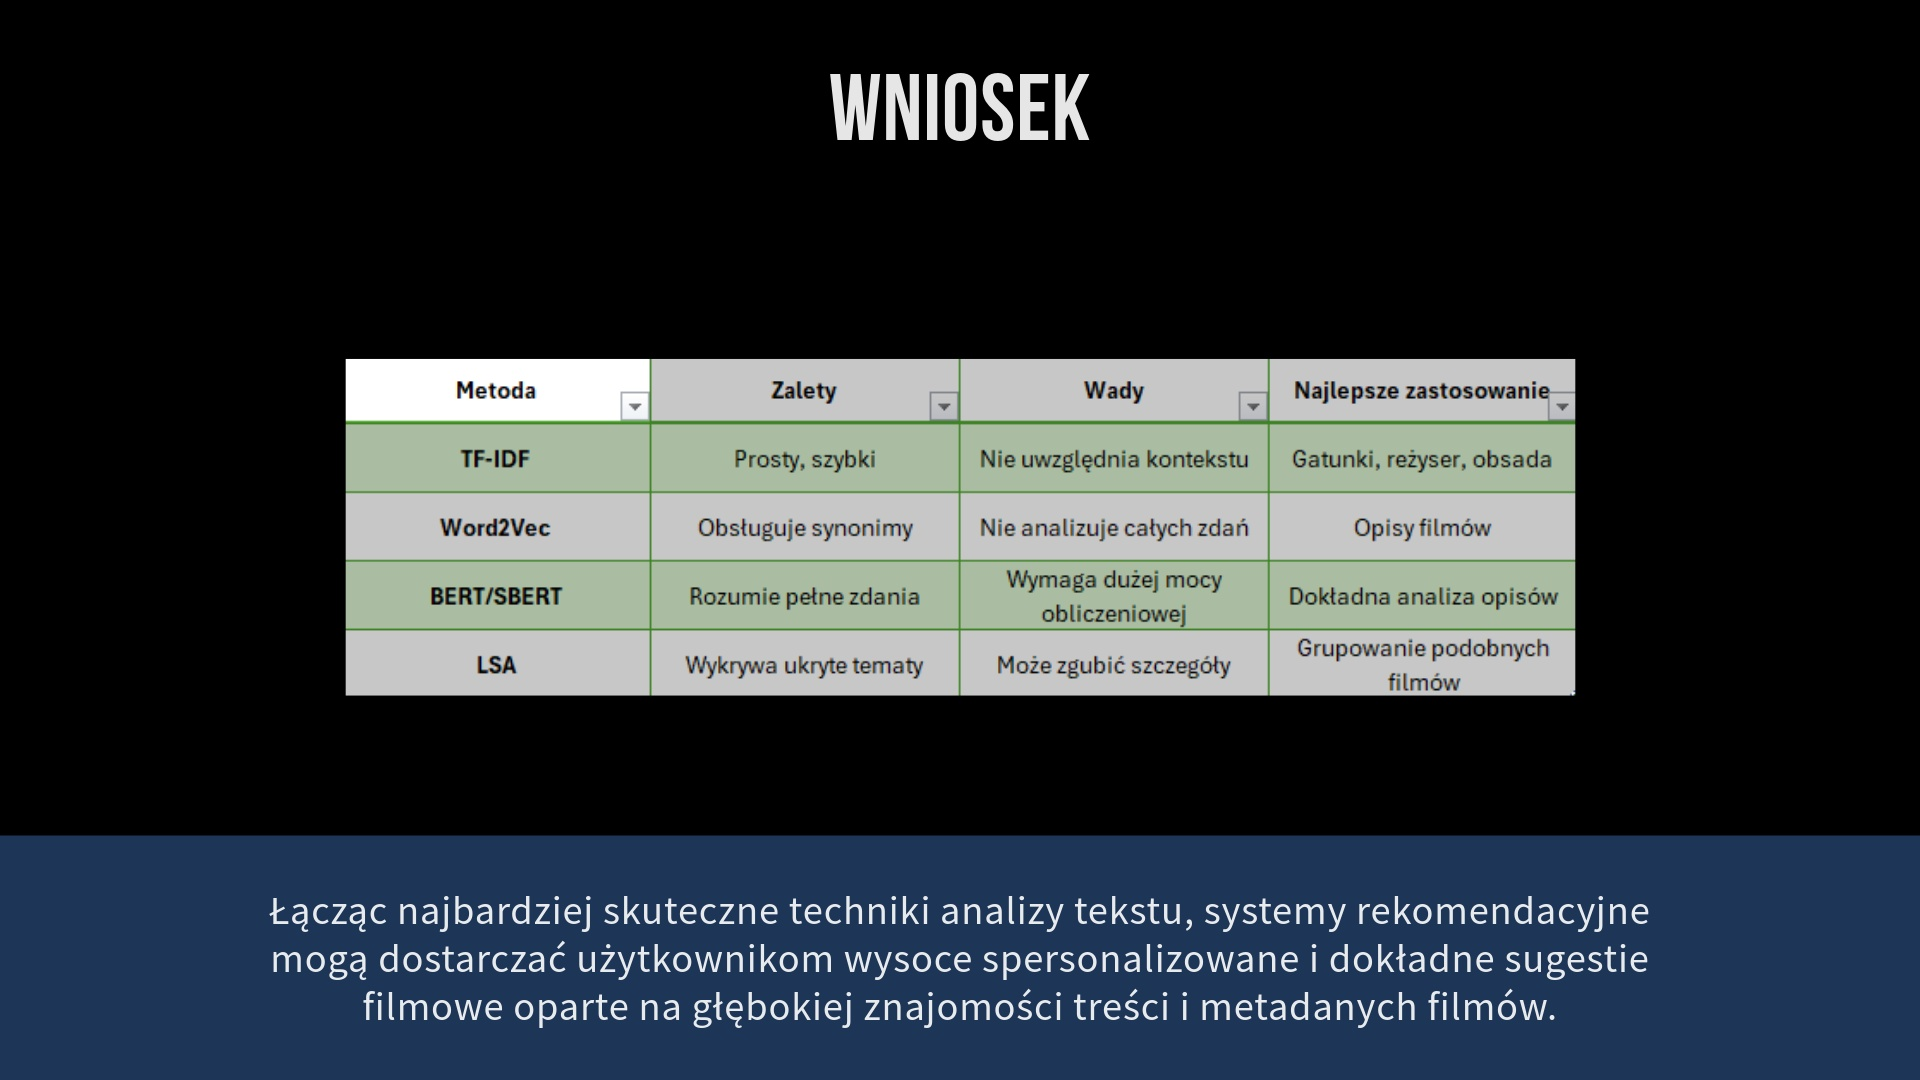 WNIOSEK
Metoda Zalety Wady Najlepsze zastosowanie
TF-IDF Prosty, szybki Nie uwzględnia kontekstu Gatunki, reżyser, obsada
Word2Vec Obsługuje synonimy Nie analizuje całych zdań Opisy filmów
BERT/SBERT Rozumie pełne zdania Wymaga dużej mocy
obliczeniowej Dokładna analiza opisów
LSA Wykrywa ukryte tematy Może zgubić szczegóły Grupowanie podobnych
filmów
Łącząc najbardziej skuteczne techniki analizy tekstu, systemy rekomendacyjne
mogą dostarczać użytkownikom wysoce spersonalizowane i dokładne sugestie
filmowe oparte na głębokiej znajomości treści i metadanych filmów.